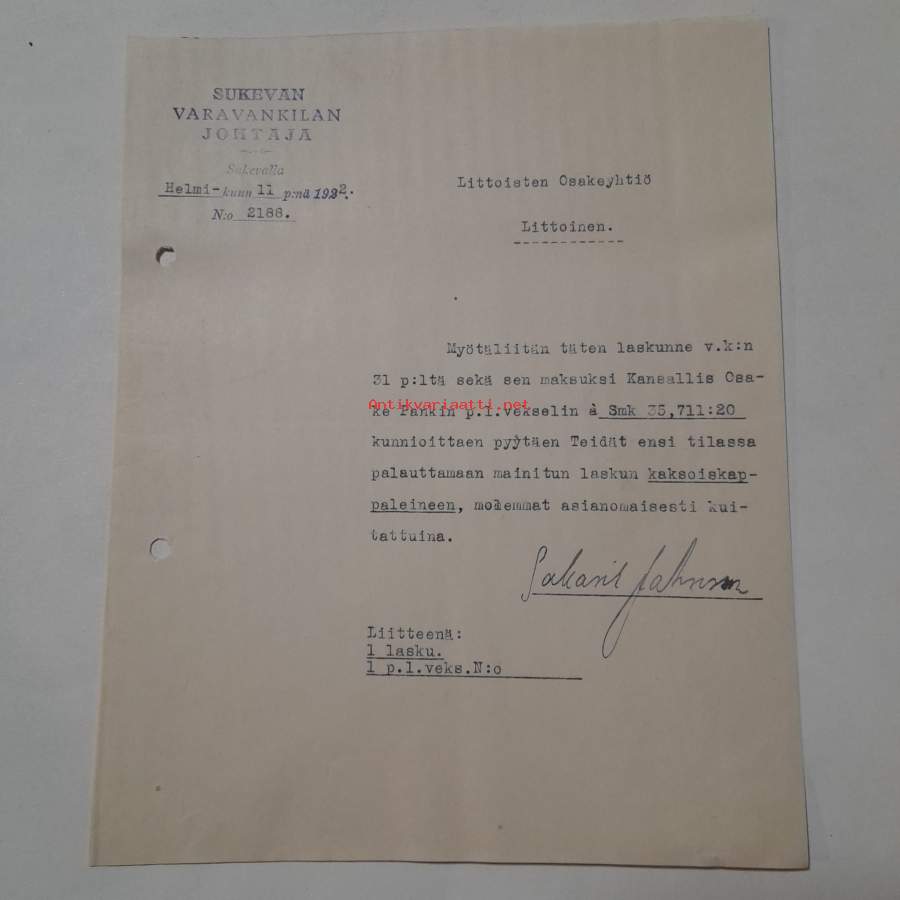 SUKEVAN
VARAVANKILAN
JOHTAJA
Sukevalla
Helmi-kuun 11 p:nä 1922.
N:o 2188.
Littoisten Osakeyhtiö
Littoinen.
Myötäliitän täten laskunne v.k:n
31 p:ltä sekä sen maksuksi Kansallis Osa-
ke Pankin p.l.vekselin à Smk 35,711:20
Antikvariaatti.net
kunnioittaen pyytäen Teidät ensi tilassa
palauttamaan mainitun laskun kaksoiskap-
paleineen, molemmat asianomaisesti kui-
tattuina.
Liitteenä:
1 lasku.
1 p.l.veks.N:o